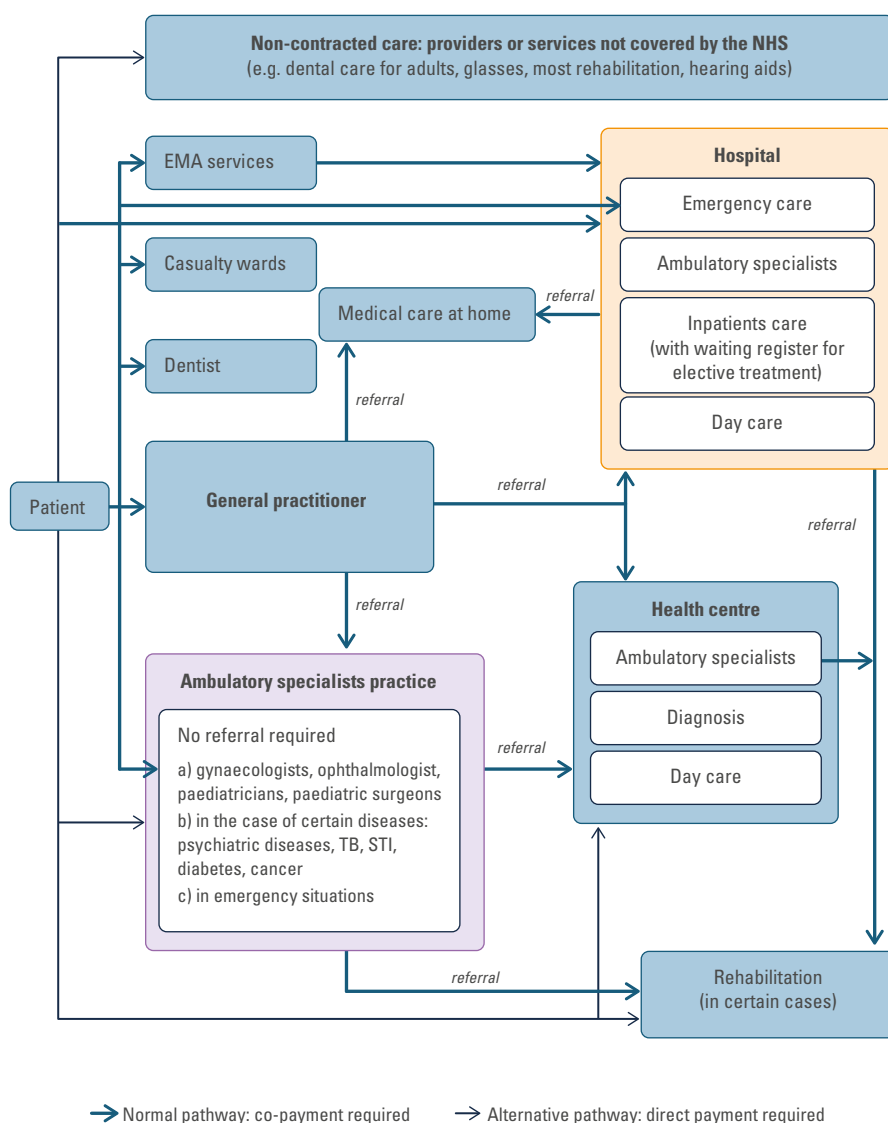 Non-contracted care: providers or services not covered by the NHS
(e.g. dental care for adults, glasses, most rehabilitation, hearing aids)
EMA services
Hospital
Emergency care
Casualty wards
Ambulatory specialists
referral
Medical care at home
Inpatients care
(with waiting register for
elective treatment)
Dentist
referral
Day care
General practitioner
referral
Patient
referral
referral
Health centre
Ambulatory specialists
Diagnosis
Day care
Ambulatory specialists practice
No referral required
a) gynaecologists, ophthalmologist,
paediatricians, paediatric surgeons
b) in the case of certain diseases:
psychiatric diseases, TB, STI,
diabetes, cancer
c) in emergency situations
referral
referral
Rehabilitation
(in certain cases)
Normal pathway: co-payment required
Alternative pathway: direct payment required